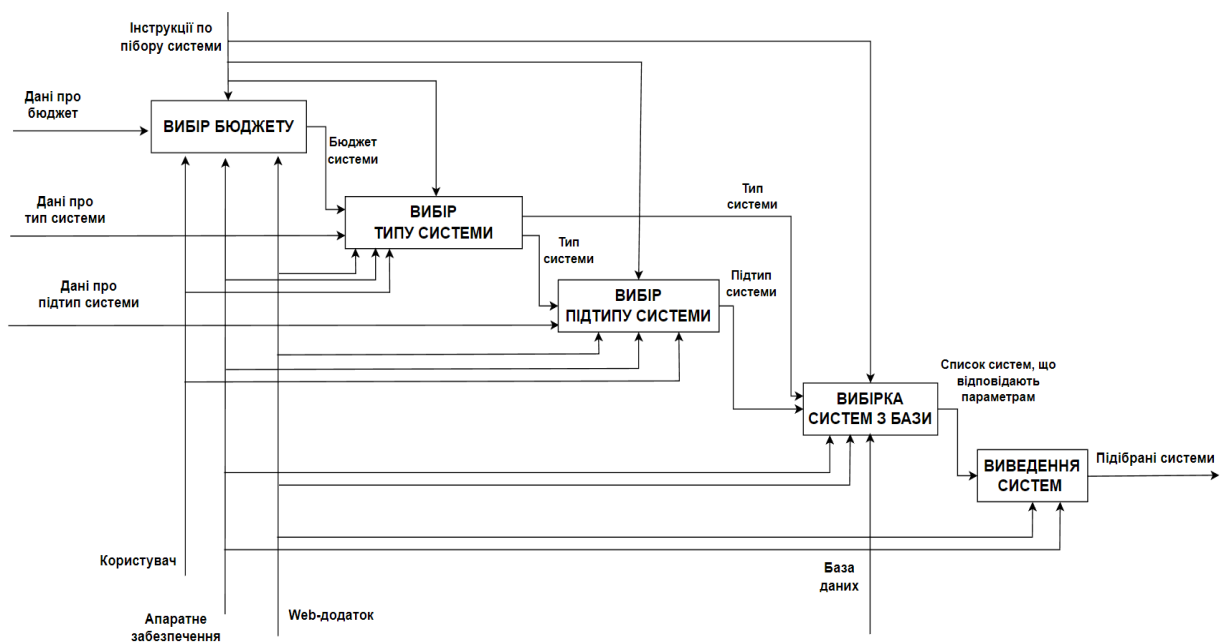 Інструкції по
пібору системи
Дані про
бюджет
ВИБІР БЮДЖЕТУ
Бюджет
системи
Дані про
тип системи
ВИБІР
ТИПУ СИСТЕМИ
Тип
системи
Тип
системи
Дані про
підтип системи
ВИБІР
ПІДТИПУ СИСТЕМИ
Підтип
системи
Список систем, що
відповідають
параметрам
ВИБІРКА
СИСТЕМ З БАЗИ
ВИВЕДЕННЯ
СИСТЕМ
Підібрані системи
Користувач
База
даних
Апаратне
забезпечення
Web-додаток